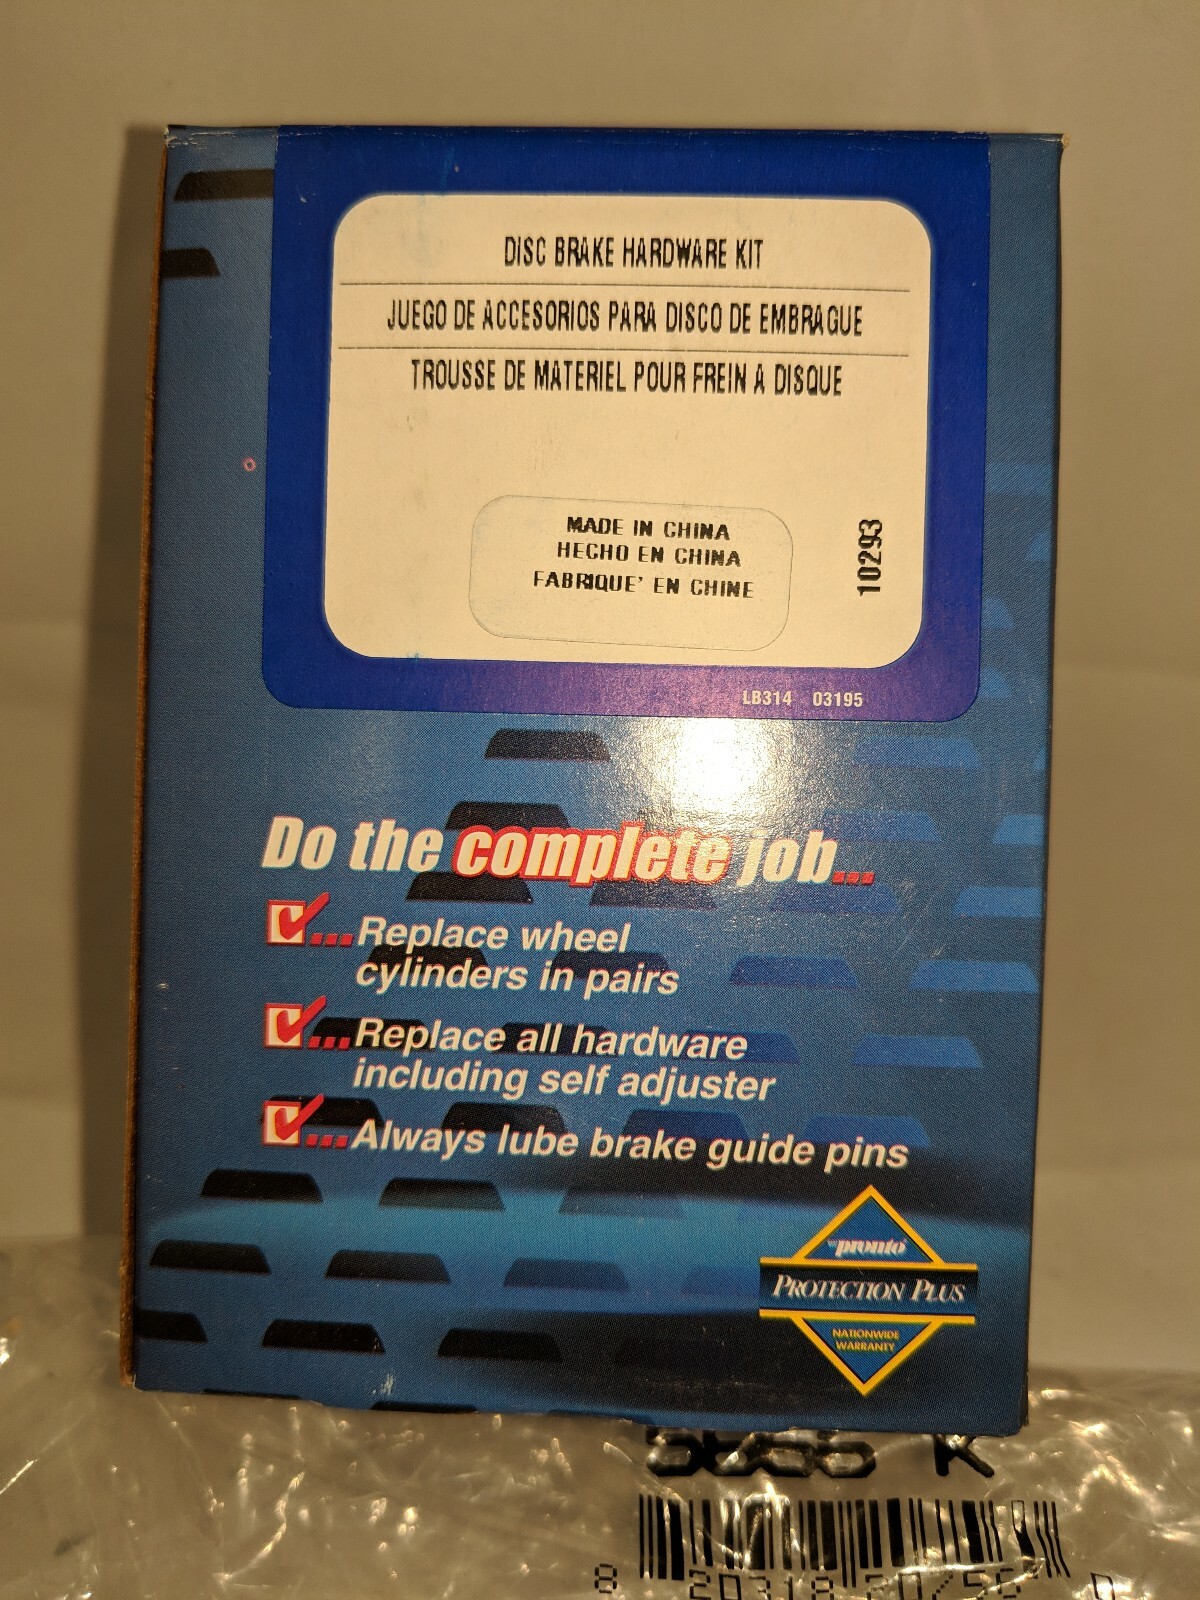 DISC BRAKE HARDWARE KIT
JUEGO DE ACCESORIOS PARA DISCO DE EMBRAGUE
TROUSSE DE MATERIEL POUR FREIN A DISQUE
MADE IN CHINA
HECHO EN CHINA
FABRIQUE' EN CHINE
10293
LB314 03195
Do the complete job...
...Replace wheel
cylinders in pairs
...Replace all hardware
including self adjuster
...Always lube brake guide pins
pronto
PROTECTION PLUS
NATIONWIDE
WARRANTY
K
8